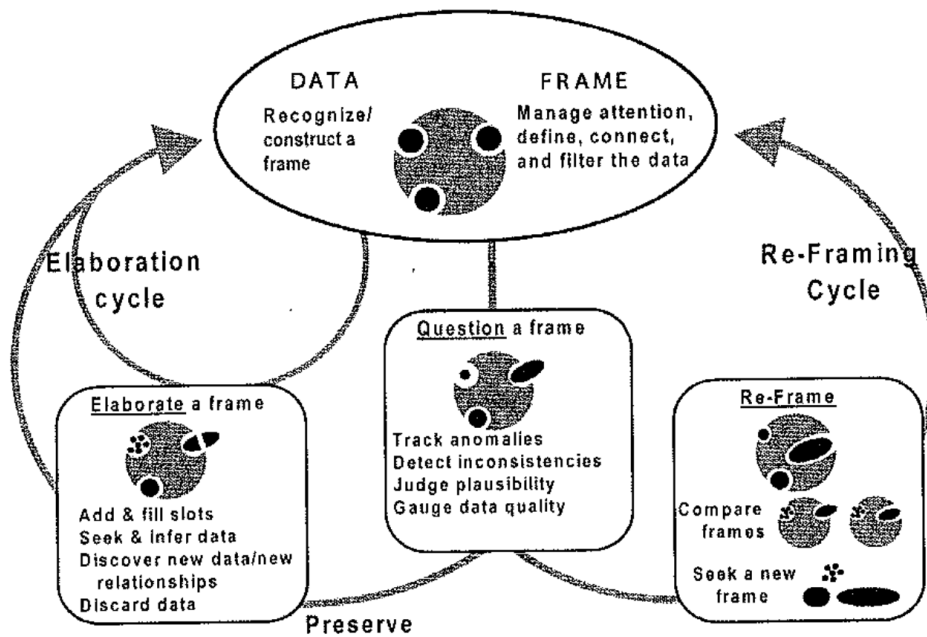 DATA
Recognize/
construct a
frame
FRAME
Manage attention,
define, connect,
and filter the data
Elaboration
cycle
Re-Framing
Cycle
Question a frame
Track anomalies
Detect inconsistencies
Judge plausibility
Gauge data quality
Elaborate a frame
Add & fill slots
Seek & infer data
Discover new data/new
relationships
Discard data
Re-Frame
Compare
frames
Seek a new
frame
Preserve